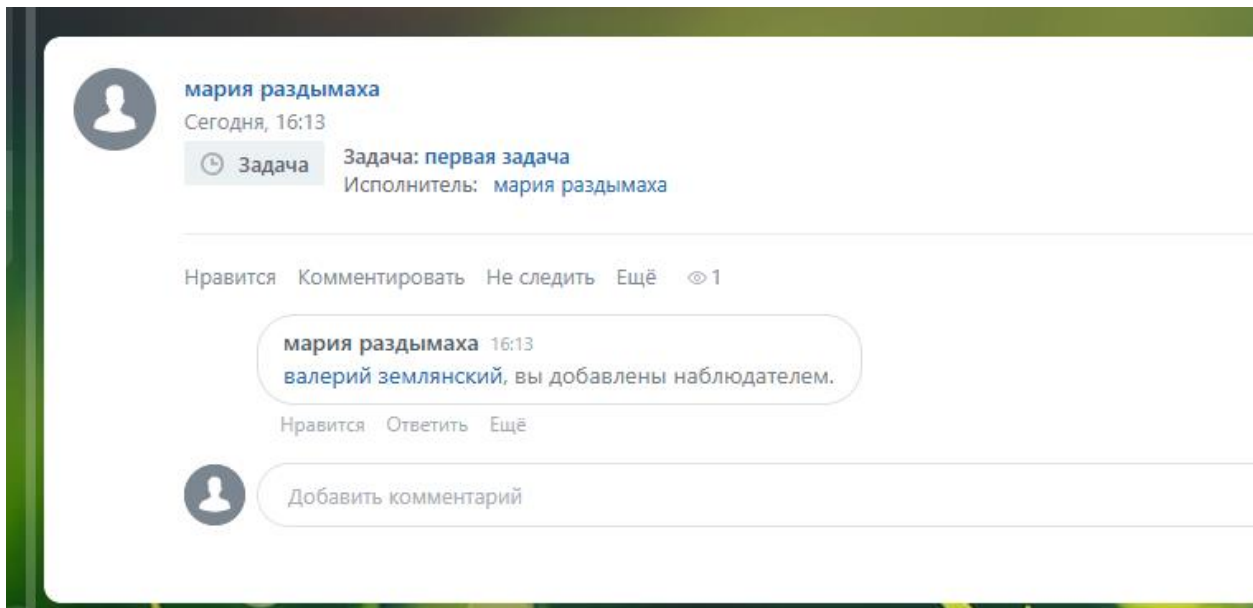 мария раздымаха
Сегодня, 16:13
Задача
Задача: первая задача
Исполнитель: мария раздымаха
Нравится Комментировать Не следить Ещё 1
мария раздымаха 16:13
валерий землянский, вы добавлены наблюдателем.
Нравится Ответить Ещё
Добавить комментарий